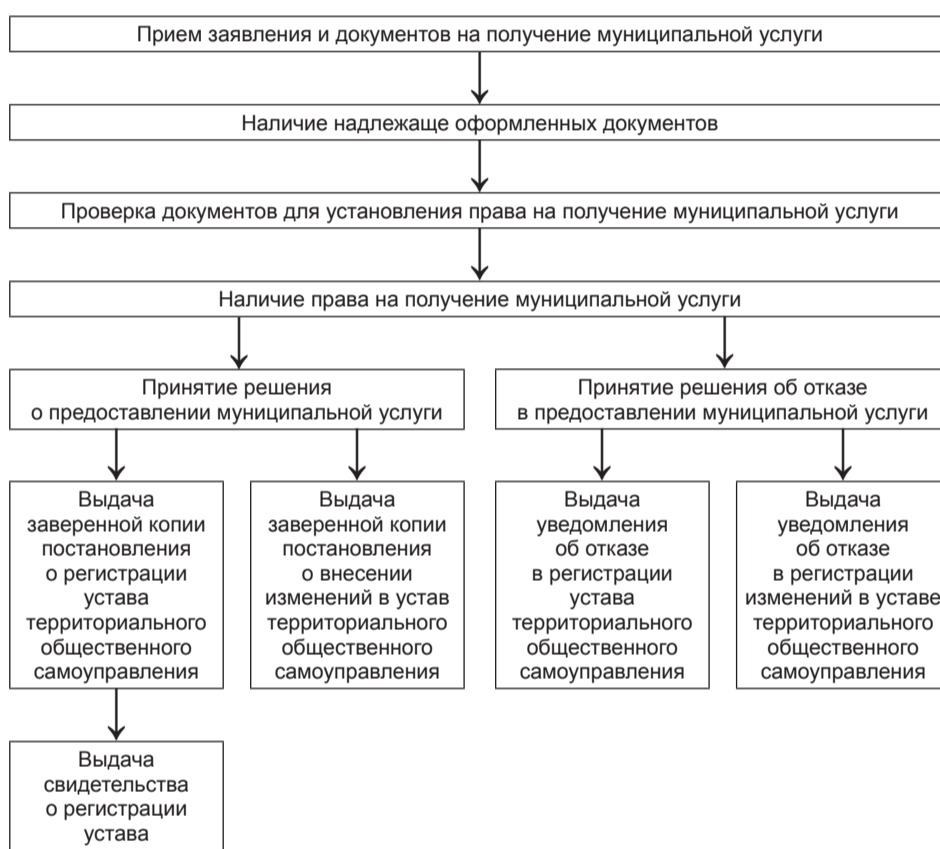 Прием заявления и документов на получение муниципальной услуги
Наличие надлежаще оформленных документов
Проверка документов для установления права на получение муниципальной услуги
Наличие права на получение муниципальной услуги
Принятие решения
о предоставлении муниципальной услуги
Принятие решения об отказе
в предоставлении муниципальной услуги
Выдача
заверенной копии
постановления
о регистрации
устава
территориального
общественного
самоуправления
Выдача
заверенной копии
постановления
о внесении
изменений в устав
территориального
общественного
самоуправления
Выдача
уведомления
об отказе
в регистрации
устава
территориального
общественного
самоуправления
Выдача
уведомления
об отказе
в регистрации
изменений в уставе
территориального
общественного
самоуправления
Выдача
свидетельства
о регистрации
устава